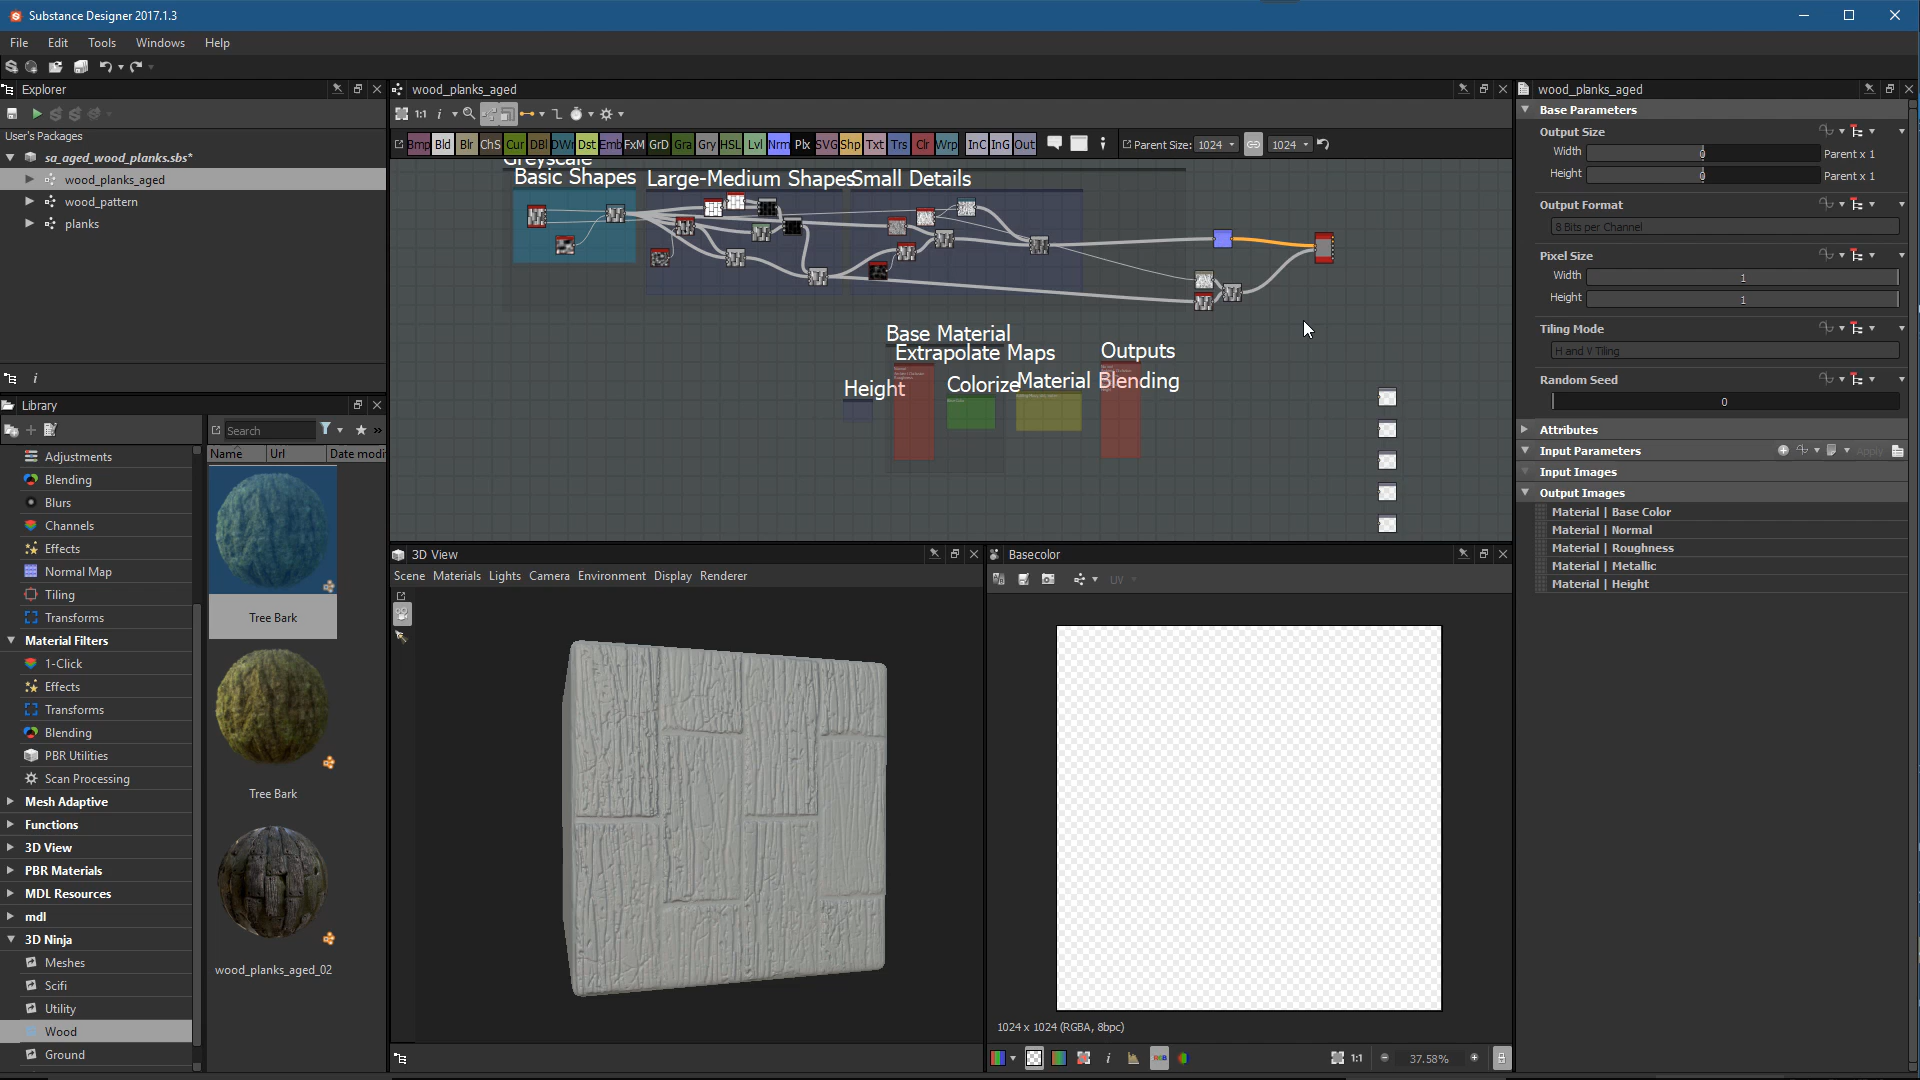 Substance Designer 2017.1.3
File Edit Tools Windows Help
Explorer
User's Packages
sa_aged_wood_planks.sbs*
wood_planks_aged
wood_pattern
planks
Library
Search
Name Url Date modi
Adjustments
Blending
Blurs
Channels
Effects
Normal Map
Tiling
Transforms
Material Filters
1-Click
Effects
Transforms
Blending
PBR Utilities
Scan Processing
Mesh Adaptive
Functions
3D View
PBR Materials
MDL Resources
mdl
3D Ninja
Meshes
Scifi
Utility
Wood
Ground
Tree Bark
Tree Bark
wood_planks_aged_02
wood_planks_aged
1:1
Bmp Bld Blr ChS Cur DBl DWi Dst Emb FxM GrD Gra Gry HSL Lvl Nrm Plx SVG Shp Txt Trs Clr Wrp InC InG Out
Parent Size: 1024 1024
Greyscale
Basic Shapes Large-Medium Shapes Small Details
Base Material
Extrapolate Maps
Outputs
Height
Colorize
Material Blending
3D View
Scene Materials Lights Camera Environment Display Renderer
Basecolor
UV
1024 x 1024 (RGBA, 8bpc)
1:1 37.58%
wood_planks_aged
Base Parameters
Output Size
Width 0 Parent x 1
Height 0 Parent x 1
Output Format
8 Bits per Channel
Pixel Size
Width 1
Height 1
Tiling Mode
H and V Tiling
Random Seed
0
Attributes
Input Parameters
Apply
Input Images
Output Images
Material | Base Color
Material | Normal
Material | Roughness
Material | Metallic
Material | Height